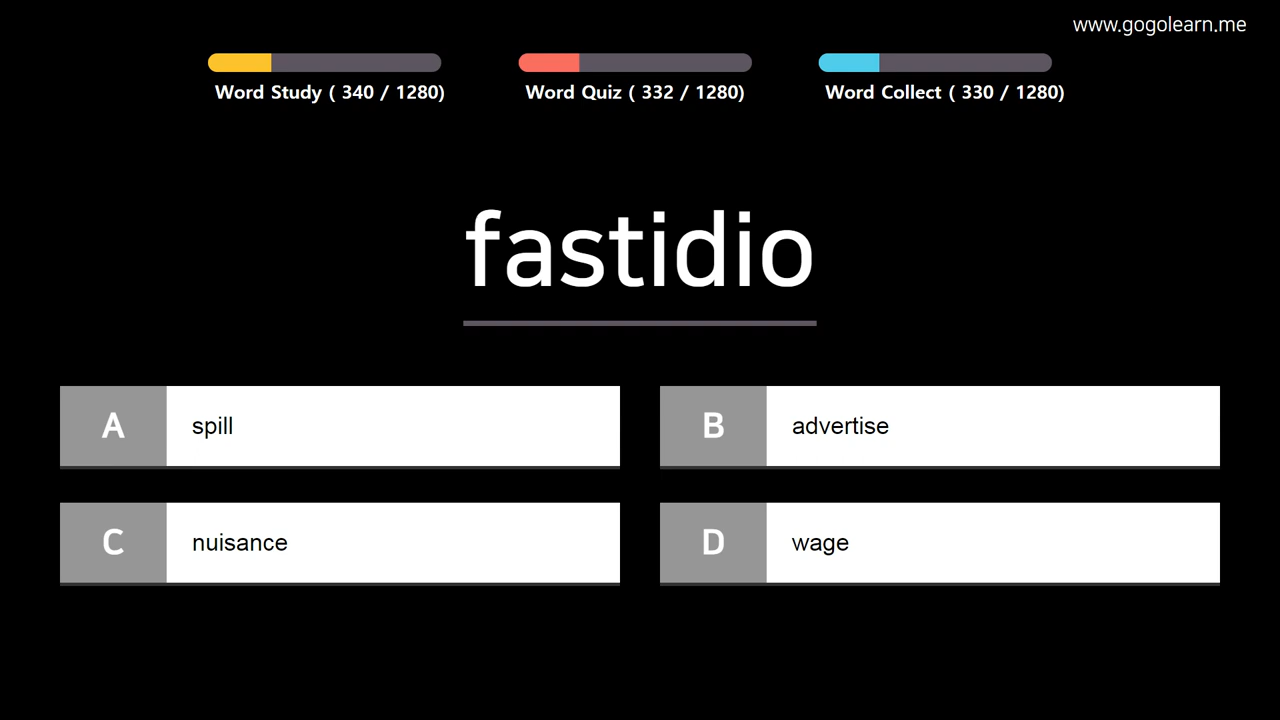 www.gogolearn.me
Word Study ( 340 / 1280)
Word Quiz ( 332 / 1280)
Word Collect ( 330 / 1280)
fastidio
A
spill
B
advertise
C
nuisance
D
wage